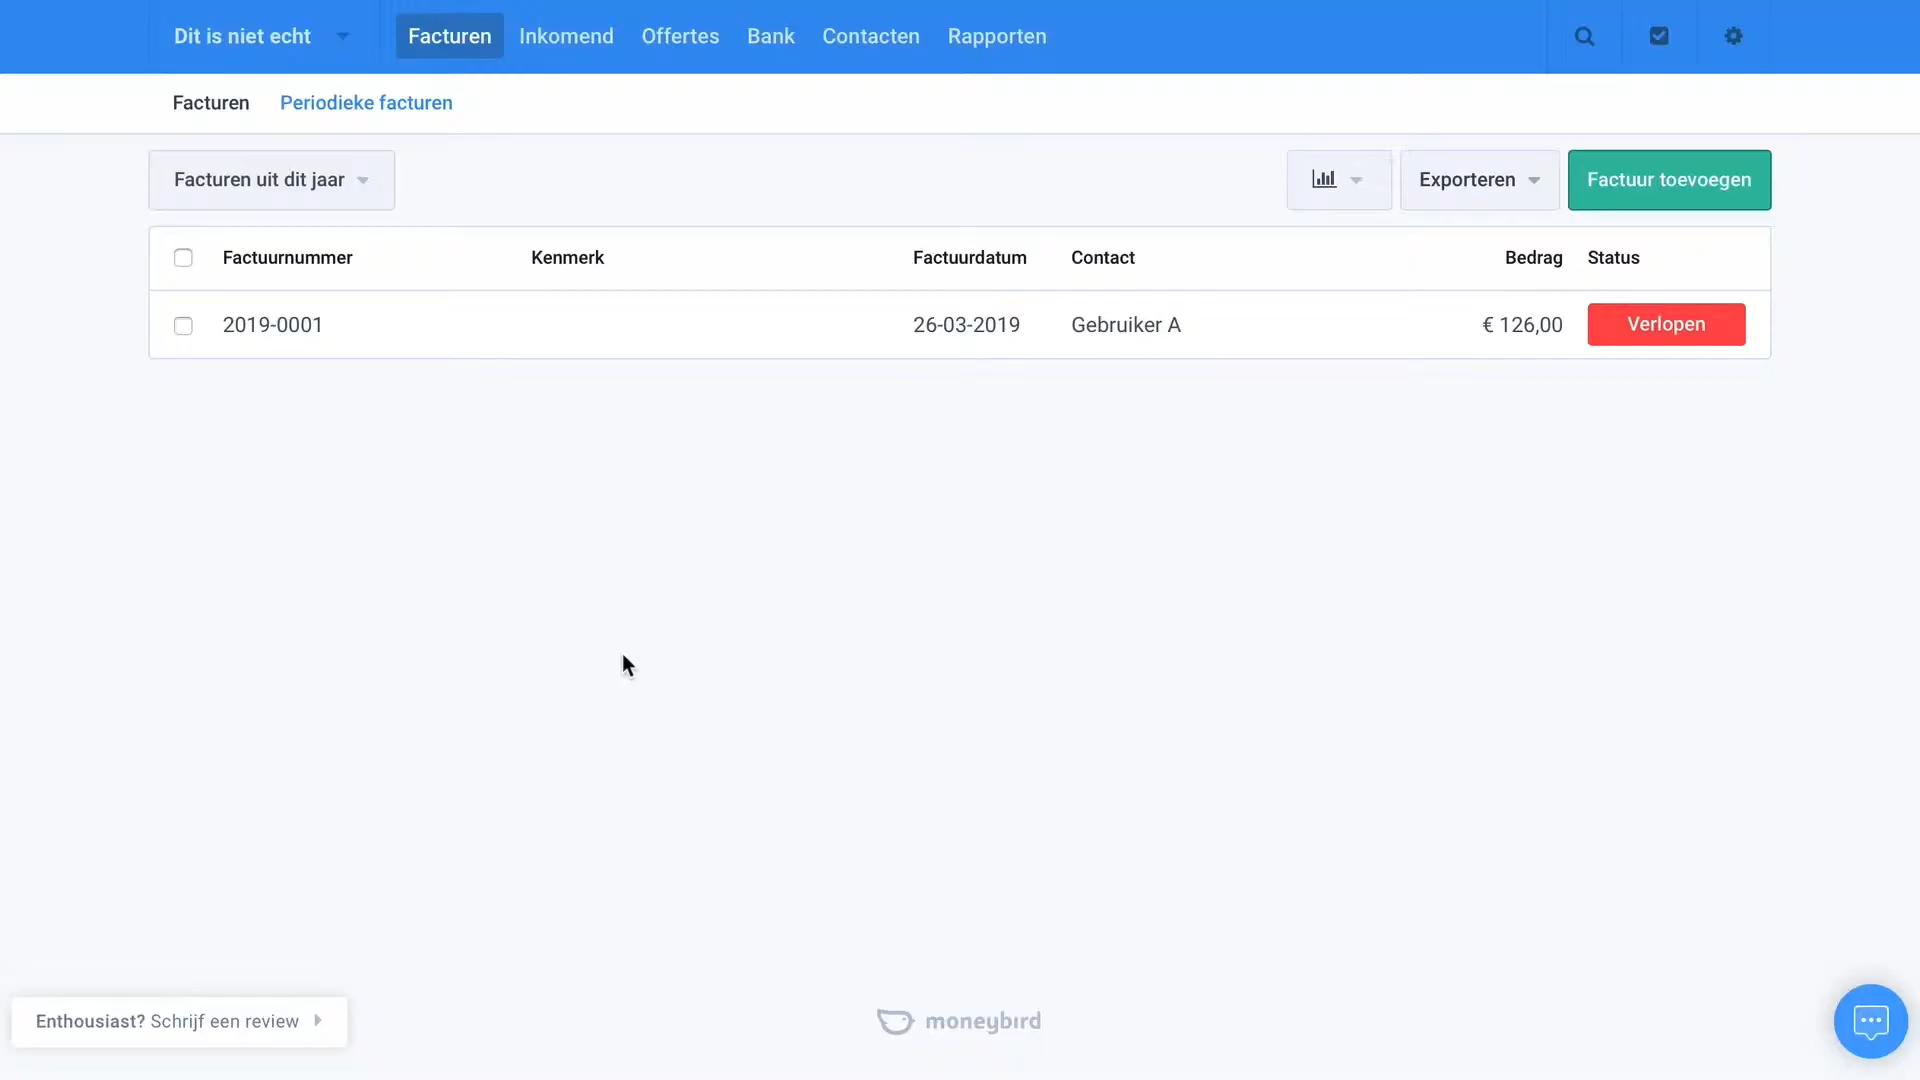 Dit is niet echt Facturen Inkomend Offertes Bank Contacten Rapporten
Facturen Periodieke facturen
Facturen uit dit jaar Exporteren Factuur toevoegen
Factuurnummer Kenmerk Factuurdatum Contact Bedrag Status
2019-0001 26-03-2019 Gebruiker A € 126,00 Verlopen
Enthousiast? Schrijf een review
moneybird